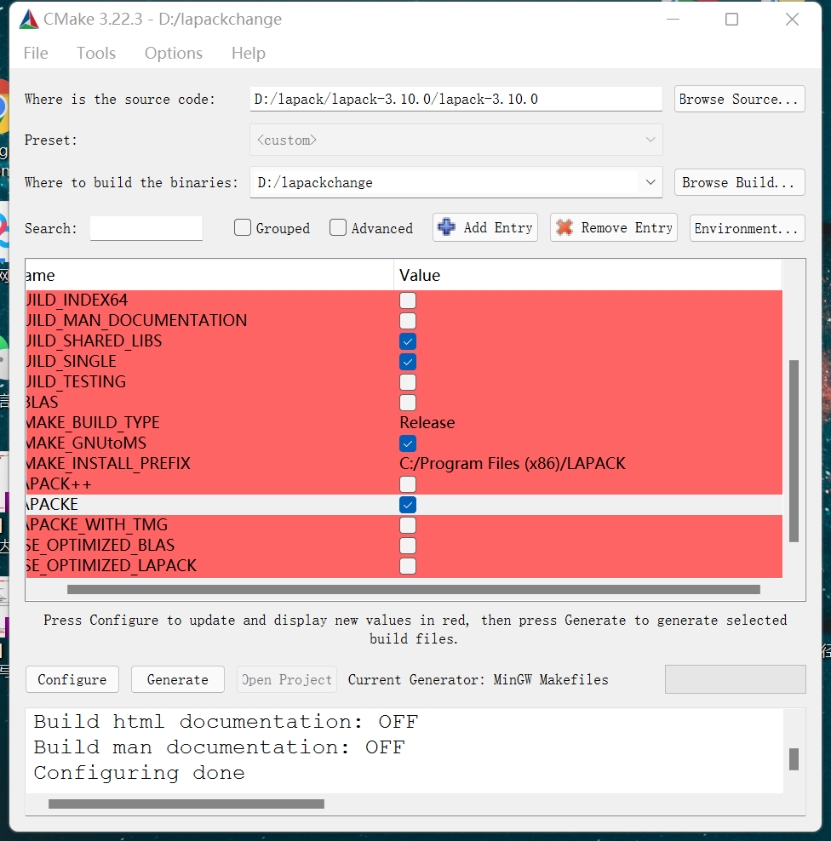 CMake 3.22.3 - D:/lapackchange
File Tools Options Help
Where is the source code: D:/lapack/lapack-3.10.0/lapack-3.10.0 Browse Source...
Preset: <custom>
Where to build the binaries: D:/lapackchange Browse Build...
Search: Grouped Advanced Add Entry Remove Entry Environment...
ame Value
UILD_INDEX64
UILD_MAN_DOCUMENTATION
UILD_SHARED_LIBS
UILD_SINGLE
UILD_TESTING
BLAS
MAKE_BUILD_TYPE Release
MAKE_GNUtoMS
MAKE_INSTALL_PREFIX C:/Program Files (x86)/LAPACK
APACK++
APACKE
APACKE_WITH_TMG
SE_OPTIMIZED_BLAS
SE_OPTIMIZED_LAPACK
Press Configure to update and display new values in red, then press Generate to generate selected
build files.
Configure Generate Open Project Current Generator: MinGW Makefiles
Build html documentation: OFF
Build man documentation: OFF
Configuring done